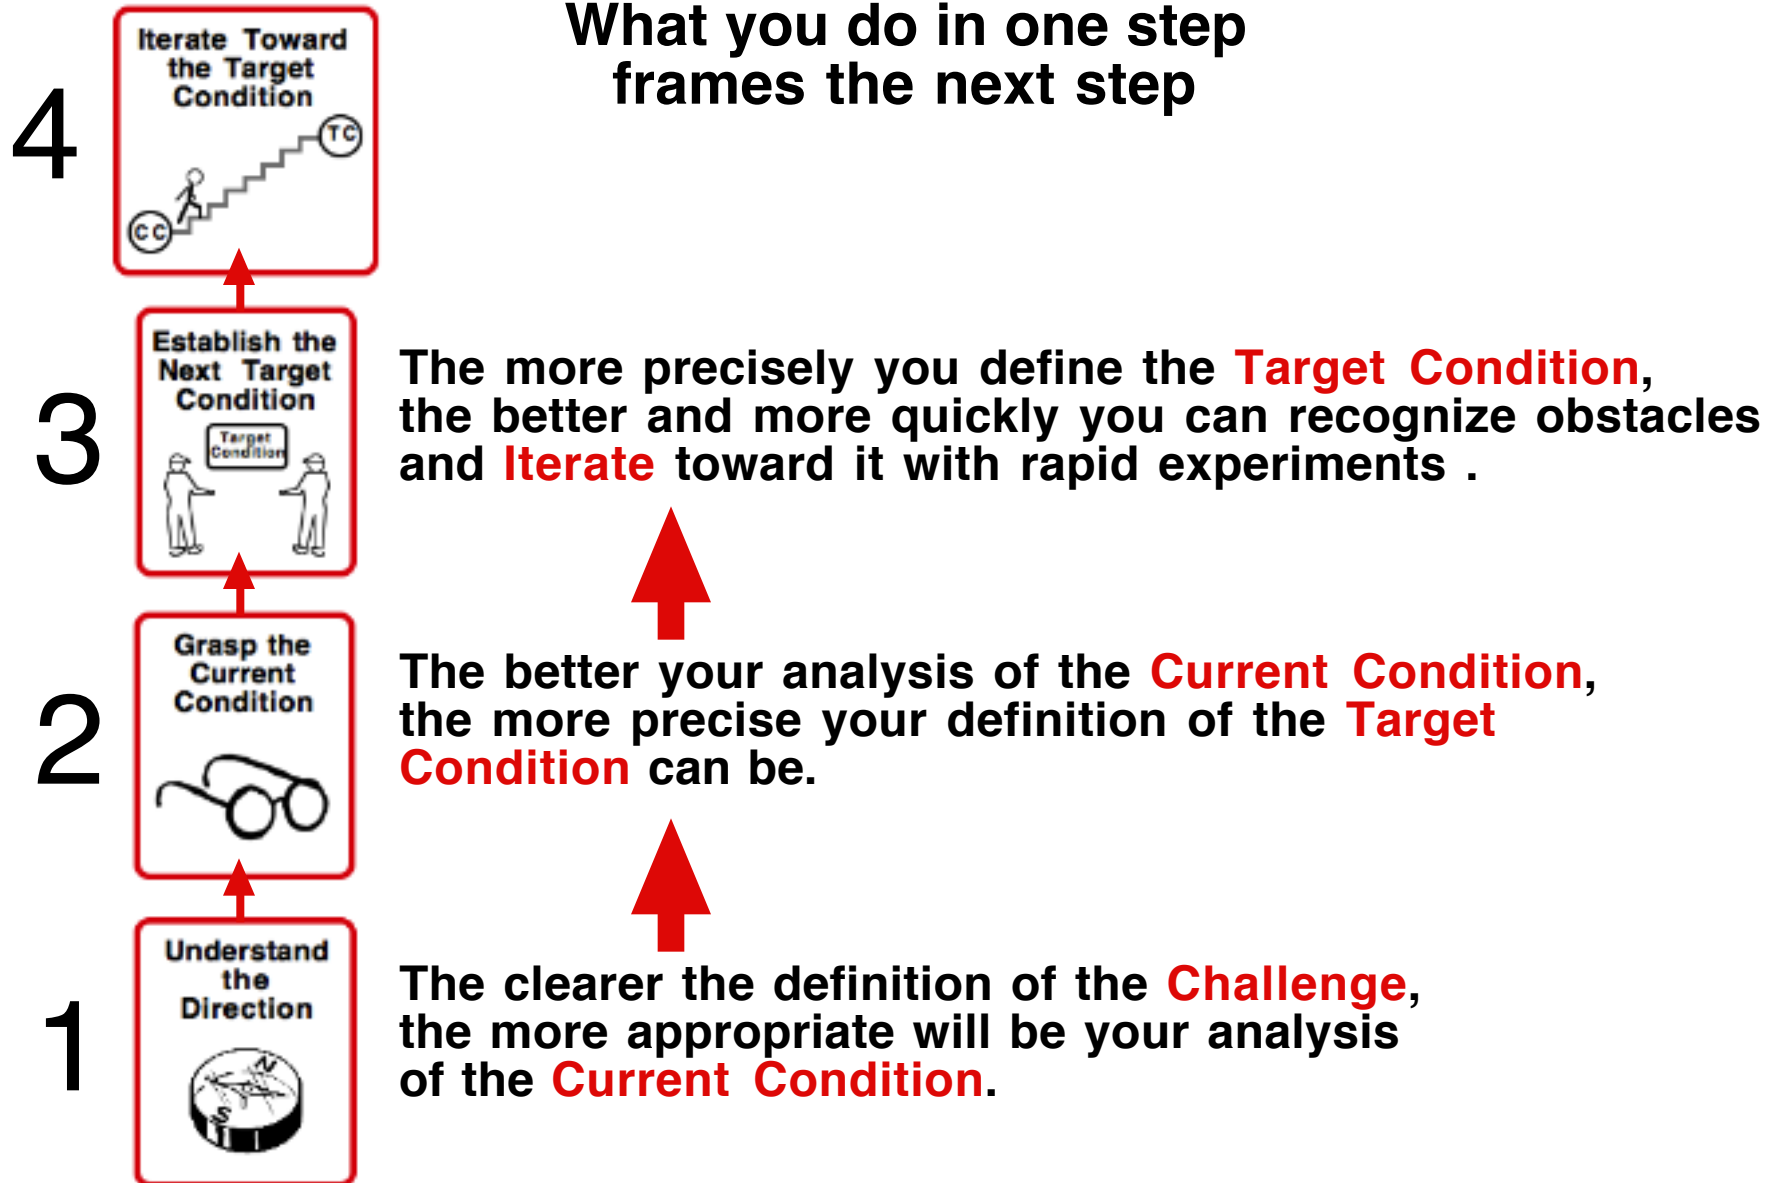 What you do in one step
frames the next step
4
Iterate Toward
the Target
Condition
TC
CC
3
Establish the
Next Target
Condition
Target
Condition
The more precisely you define the Target Condition,
the better and more quickly you can recognize obstacles
and Iterate toward it with rapid experiments .
2
Grasp the
Current
Condition
The better your analysis of the Current Condition,
the more precise your definition of the Target
Condition can be.
1
Understand
the
Direction
N
S
The clearer the definition of the Challenge,
the more appropriate will be your analysis
of the Current Condition.